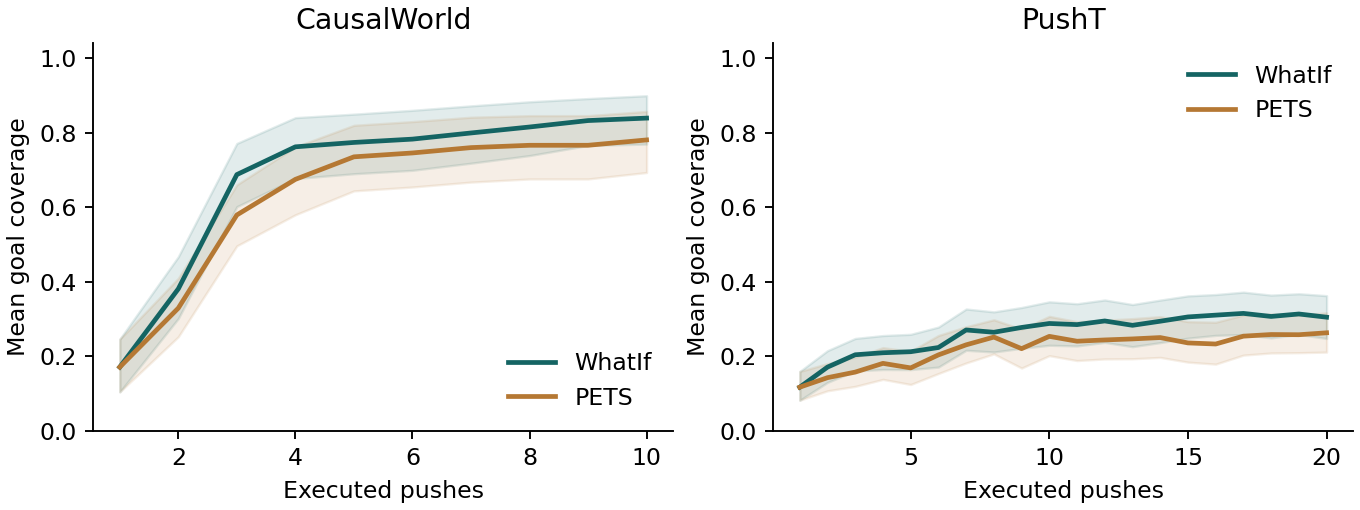 CausalWorld
Mean goal coverage
1.0
0.8
0.6
0.4
0.2
0.0
WhatIf
PETS
2 4 6 8 10
Executed pushes
PushT
Mean goal coverage
1.0
0.8
0.6
0.4
0.2
0.0
WhatIf
PETS
5 10 15 20
Executed pushes